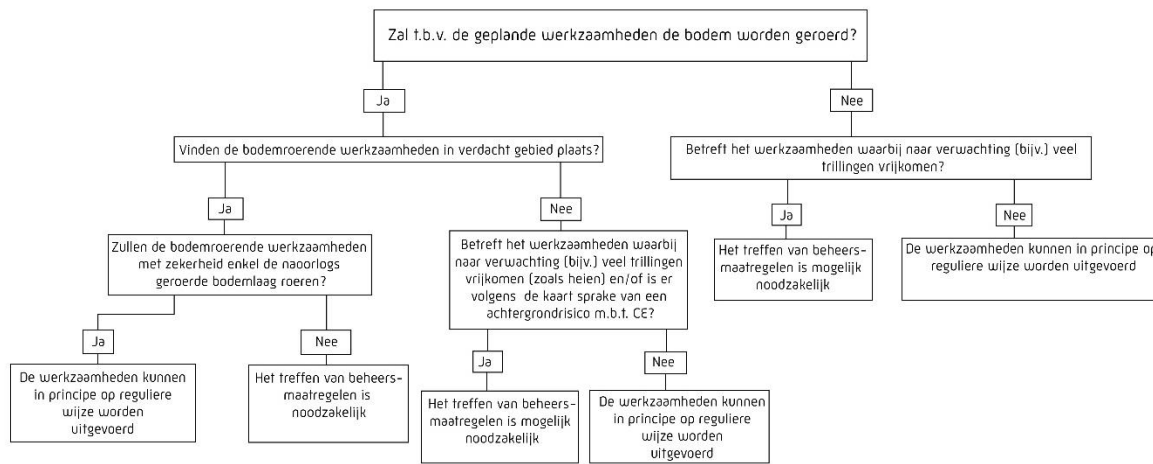 Zal t.b.v. de geplande werkzaamheden de bodem worden geroerd?
Ja
Nee
Vinden de bodemroerende werkzaamheden in verdacht gebied plaats?
Betreft het werkzaamheden waarbij naar verwachting (bijv.) veel
trillingen vrijkomen?
Ja
Nee
Ja
Nee
Zullen de bodemroerende werkzaamheden
met zekerheid enkel de naoorlogs
geroerde bodemlaag roeren?
Betreft het werkzaamheden waarbij
naar verwachting (bijv.) veel trillingen
vrijkomen (zoals heien) en/of is er
volgens de kaart sprake van een
achtergrondrisico m.b.t. CE?
Het treffen van beheers-
maatregelen is mogelijk
noodzakelijk
De werkzaamheden kunnen in principe op
reguliere wijze worden uitgevoerd
Ja
Nee
Ja
Nee
De werkzaamheden kunnen
in principe op reguliere
wijze worden
uitgevoerd
Het treffen van beheers-
maatregelen is
noodzakelijk
Het treffen van beheers-
maatregelen is mogelijk
noodzakelijk
De werkzaamheden kunnen
in principe op reguliere
wijze worden
uitgevoerd